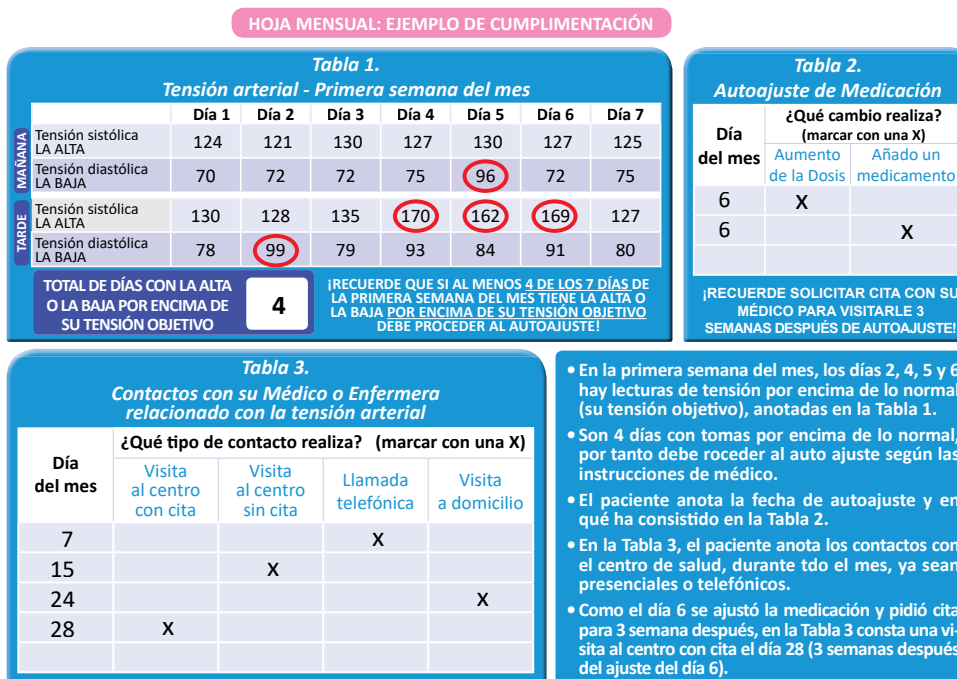 HOJA MENSUAL: EJEMPLO DE CUMPLIMENTACIÓN
Tabla 1.
Tensión arterial - Primera semana del mes
Día 1 Día 2 Día 3 Día 4 Día 5 Día 6 Día 7
MAÑANA
Tensión sistólica
LA ALTA
124 121 130 127 130 127 125
Tensión diastólica
LA BAJA
70 72 72 75 96 72 75
TARDE
Tensión sistólica
LA ALTA
130 128 135 170 162 169 127
Tensión diastólica
LA BAJA
78 99 79 93 84 91 80
TOTAL DE DÍAS CON LA ALTA
O LA BAJA POR ENCIMA DE
SU TENSIÓN OBJETIVO
4
¡RECUERDE QUE SI AL MENOS 4 DE LOS 7 DÍAS DE
LA PRIMERA SEMANA DEL MES TIENE LA ALTA O
LA BAJA POR ENCIMA DE SU TENSIÓN OBJETIVO
DEBE PROCEDER AL AUTOAJUSTE!
Tabla 2.
Autoajuste de Medicación
Día
del mes
¿Qué cambio realiza?
(marcar con una X)
Aumento
de la Dosis
Añado un
medicamento
6 X
6 X
¡RECUERDE SOLICITAR CITA CON SU
MÉDICO PARA VISITARLE 3
SEMANAS DESPUÉS DE AUTOAJUSTE!
Tabla 3.
Contactos con su Médico o Enfermera
relacionado con la tensión arterial
Día
del mes
¿Qué tipo de contacto realiza? (marcar con una X)
Visita
al centro
con cita
Visita
al centro
sin cita
Llamada
telefónica
Visita
a domicilio
7 X
15 X
24 X
28 X
• En la primera semana del mes, los días 2, 4, 5 y 6
hay lecturas de tensión por encima de lo normal
(su tensión objetivo), anotadas en la Tabla 1.
• Son 4 días con tomas por encima de lo normal,
por tanto debe roceder al auto ajuste según las
instrucciones de médico.
• El paciente anota la fecha de autoajuste y en
qué ha consistido en la Tabla 2.
• En la Tabla 3, el paciente anota los contactos con
el centro de salud, durante tdo el mes, ya sean
presenciales o telefónicos.
• Como el día 6 se ajustó la medicación y pidió cita
para 3 semana después, en la Tabla 3 consta una vi-
sita al centro con cita el día 28 (3 semanas después
del ajuste del día 6).